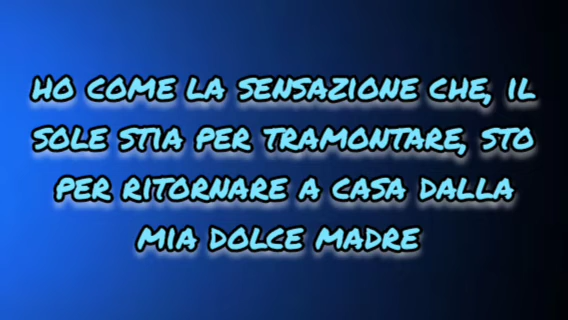 HO COME LA SENSAZIONE CHE, IL
SOLE STIA PER TRAMONTARE, STO
PER RITORNARE A CASA DALLA
MIA DOLCE MADRE